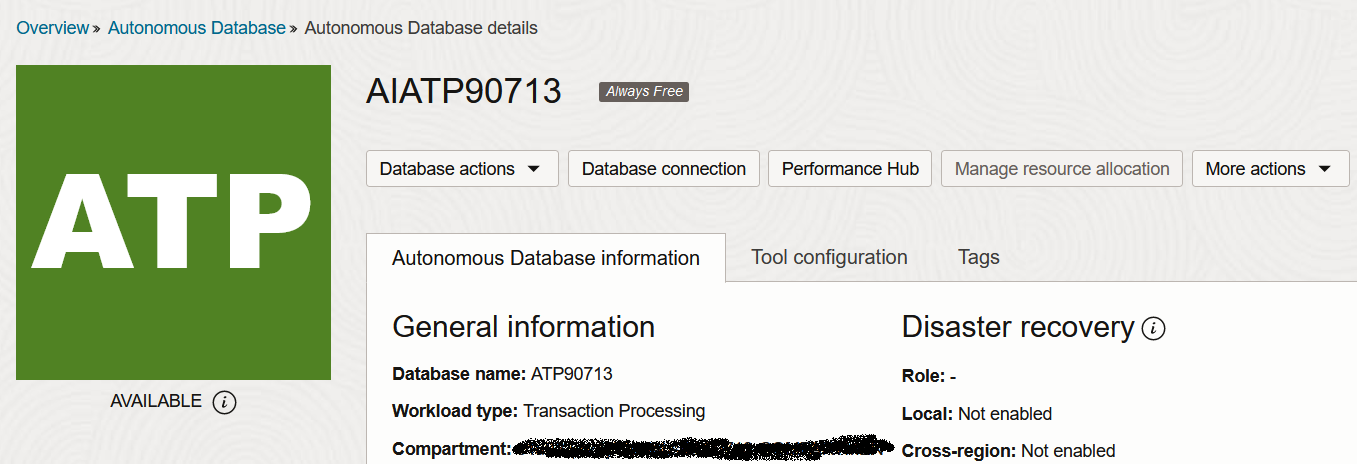 Overview » Autonomous Database » Autonomous Database details
ATP
AVAILABLE i
AIATP90713 Always Free
Database actions Database connection Performance Hub Manage resource allocation More actions
Autonomous Database information Tool configuration Tags
General information
Database name: ATP90713
Workload type: Transaction Processing
Compartment:
Disaster recovery i
Role: -
Local: Not enabled
Cross-region: Not enabled